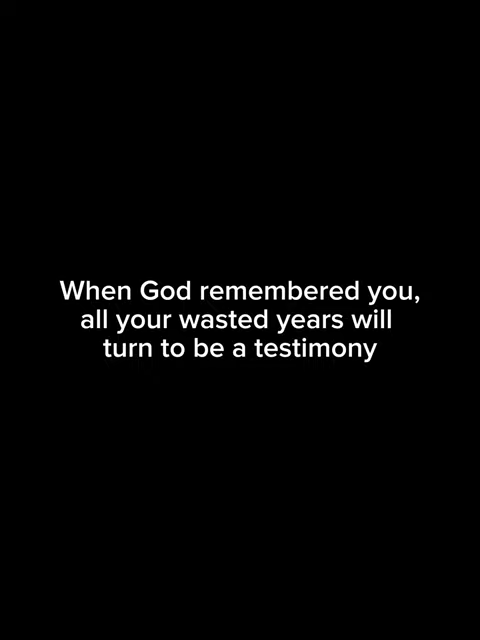 When God remembered you,
all your wasted years will
turn to be a testimony